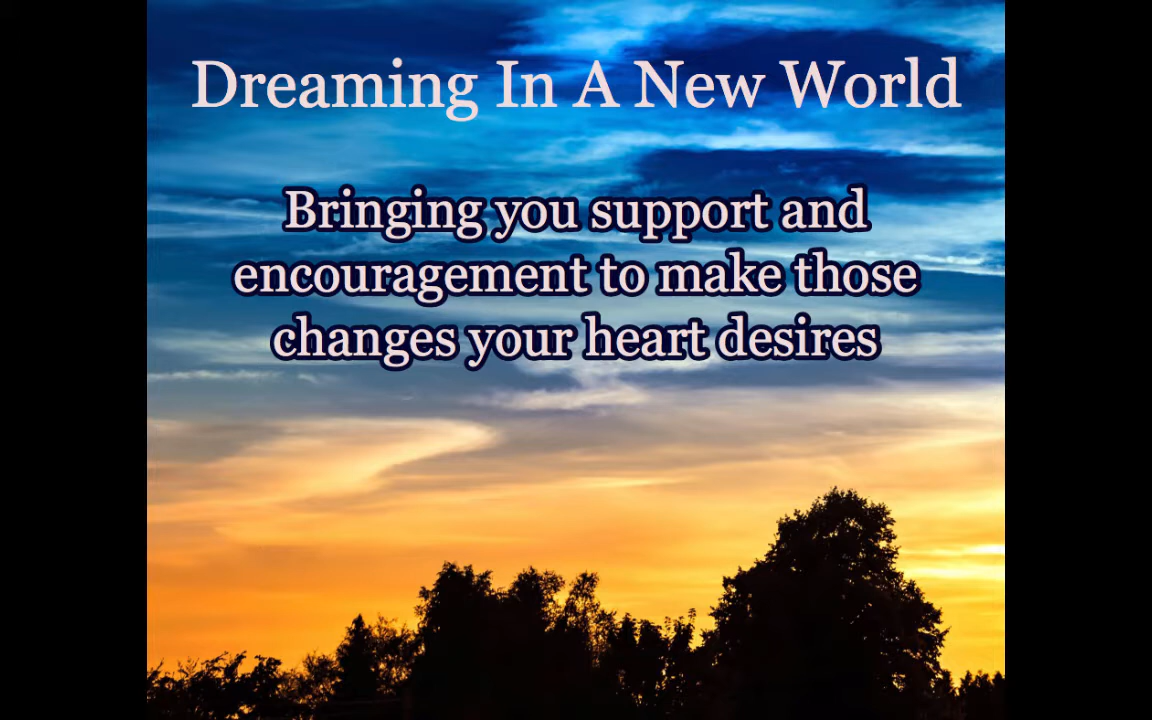 Dreaming In A New World
Bringing you support and
encouragement to make those
changes your heart desires